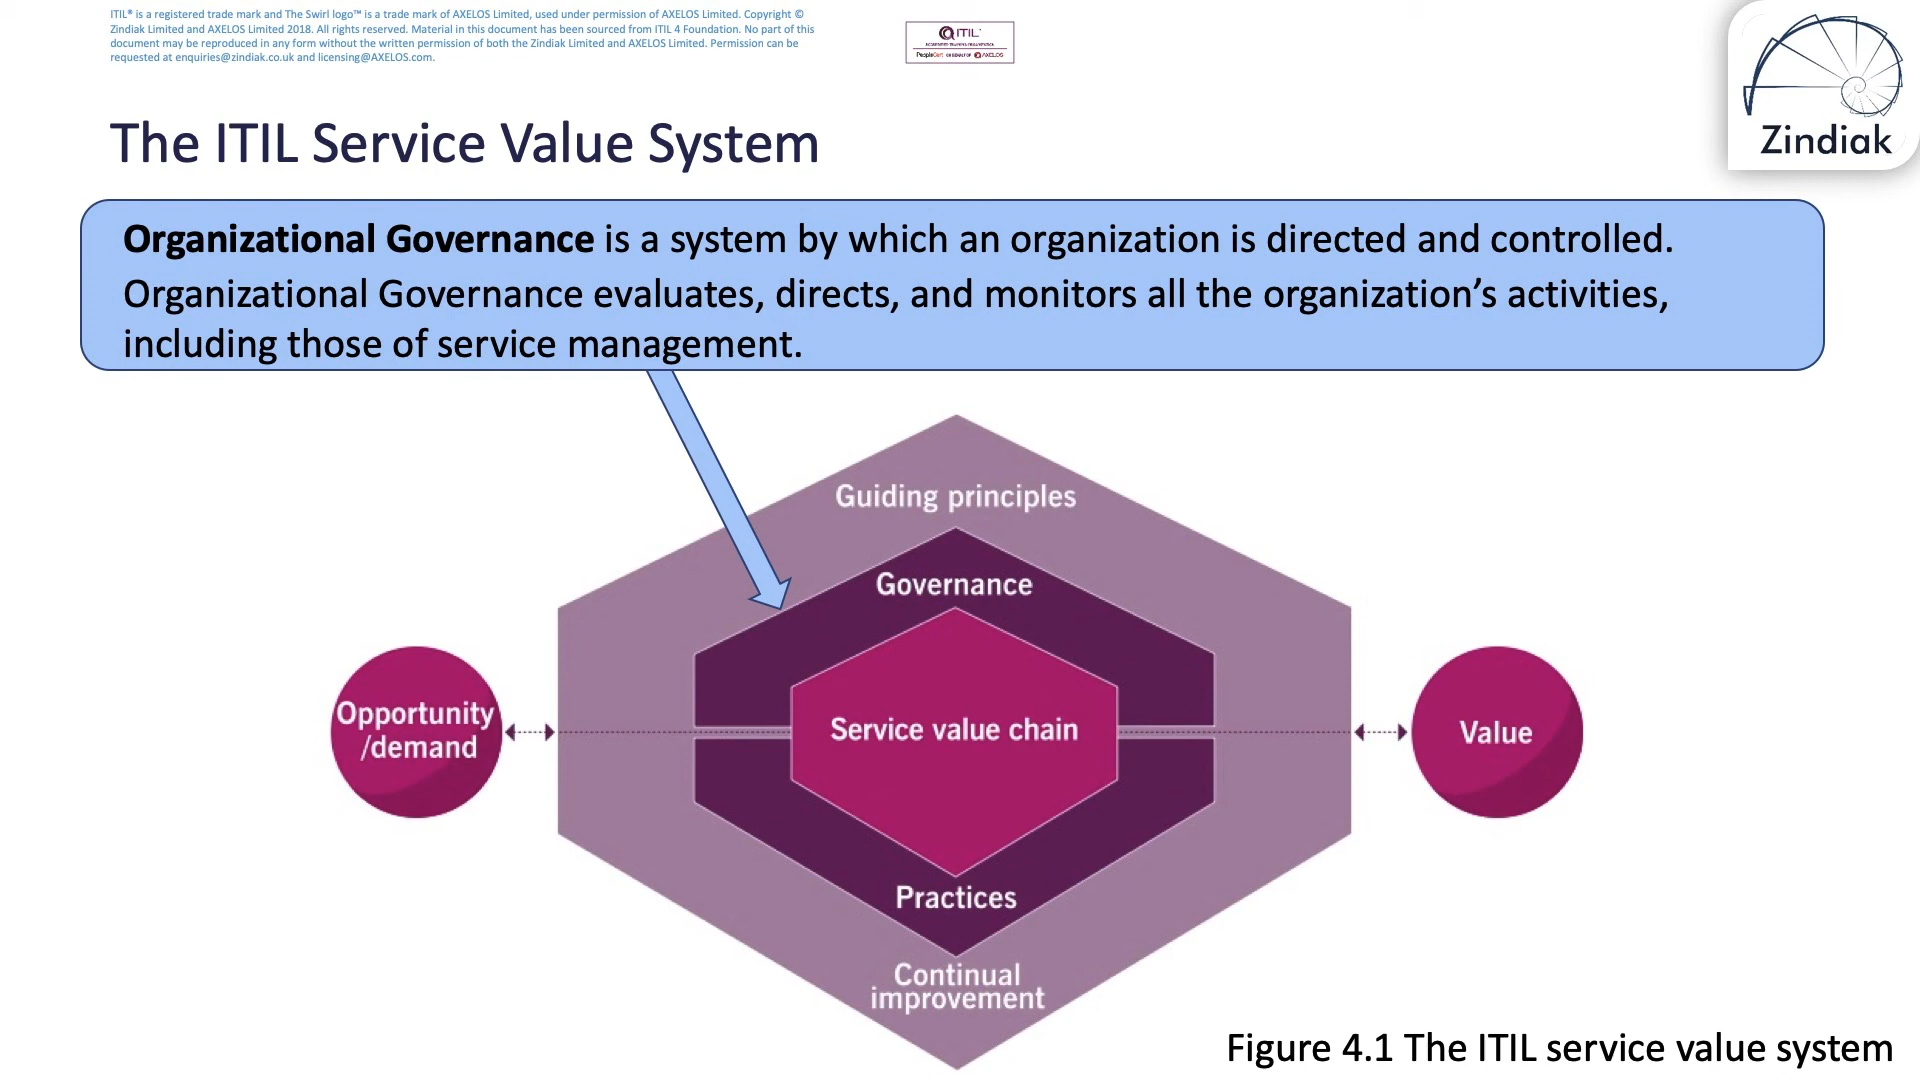 ITIL® is a registered trade mark and The Swirl logo™ is a trade mark of AXELOS Limited, used under permission of AXELOS Limited. Copyright ©
Zindiak Limited and AXELOS Limited 2018. All rights reserved. Material in this document has been sourced from ITIL 4 Foundation. No part of this
document may be reproduced in any form without the written permission of both the Zindiak Limited and AXELOS Limited. Permission can be
requested at enquiries@zindiak.co.uk and licensing@AXELOS.com.
ITIL®
ACCREDITED TRAINING ORGANIZATION
PeopleCert ON BEHALF OF AXELOS
Zindiak
The ITIL Service Value System
Organizational Governance is a system by which an organization is directed and controlled.
Organizational Governance evaluates, directs, and monitors all the organization’s activities,
including those of service management.
Guiding principles
Governance
Opportunity
/demand
Service value chain
Value
Practices
Continual
improvement
Figure 4.1 The ITIL service value system